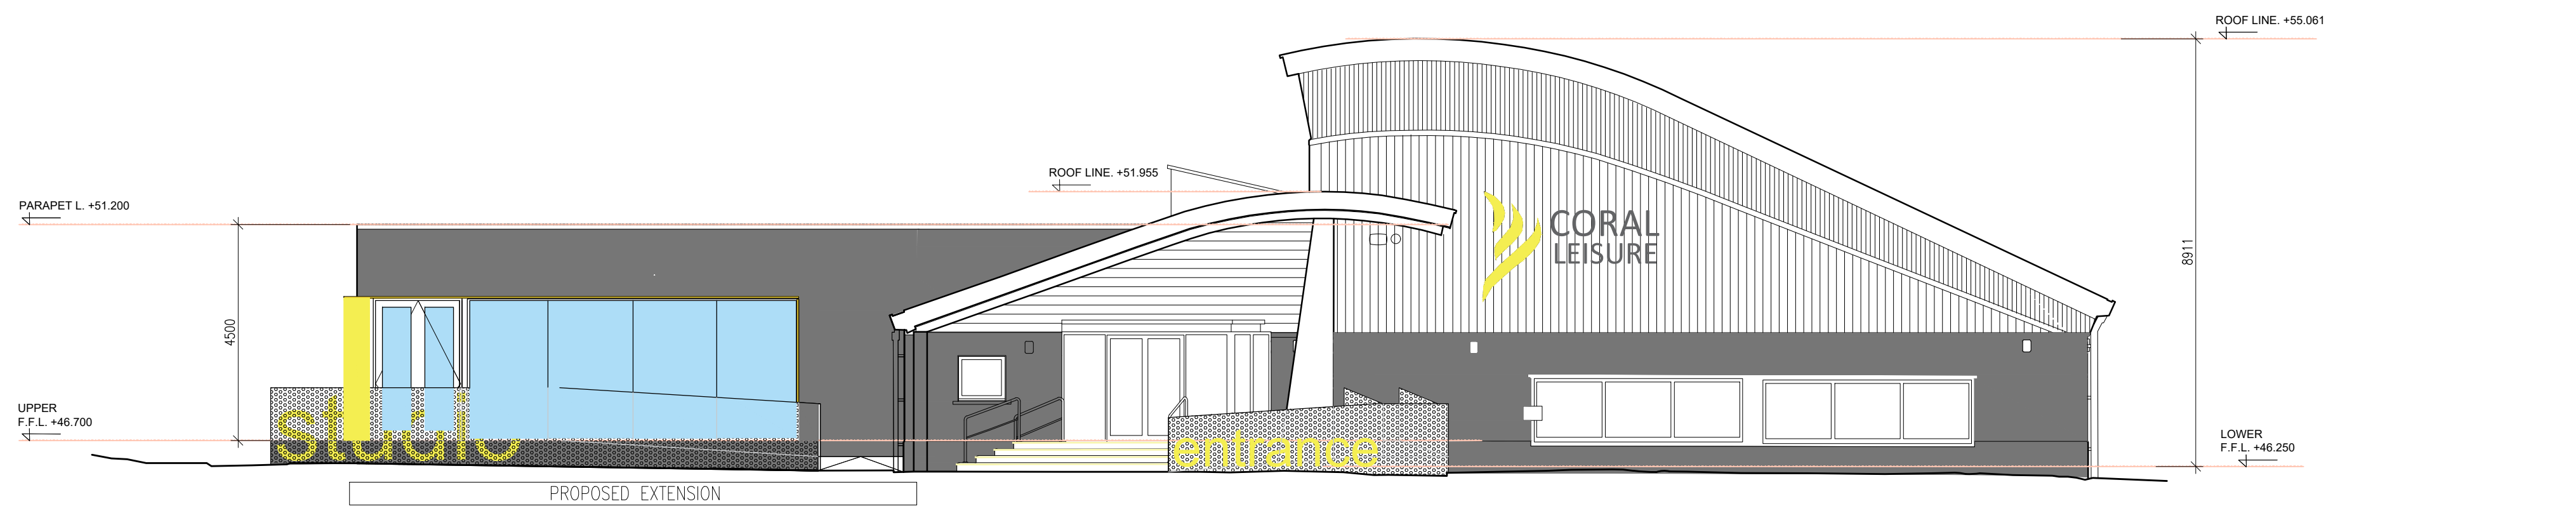 ROOF LINE. +55.061
ROOF LINE. +51.955
PARAPET L. +51.200
CORAL
LEISURE
8911
4500
UPPER
F.F.L. +46.700
LOWER
F.F.L. +46.250
entrance
PROPOSED EXTENSION